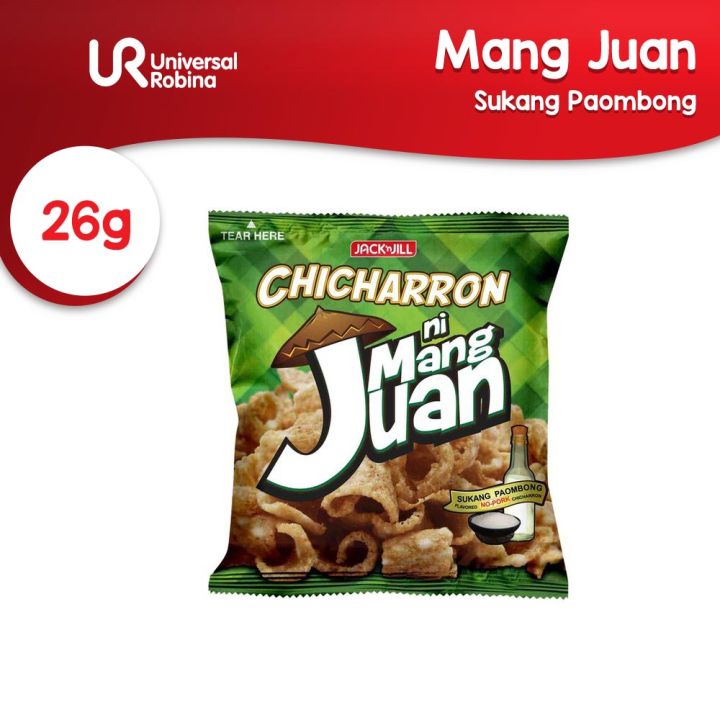 UR Universal
Robina
Mang Juan
Sukang Paombong
26g
TEAR HERE
JACK 'n JILL
CHICHARRON
ni
Mang
Juan
SUKANG PAOMBONG
FLAVORED NO-PORK CHICHARRON